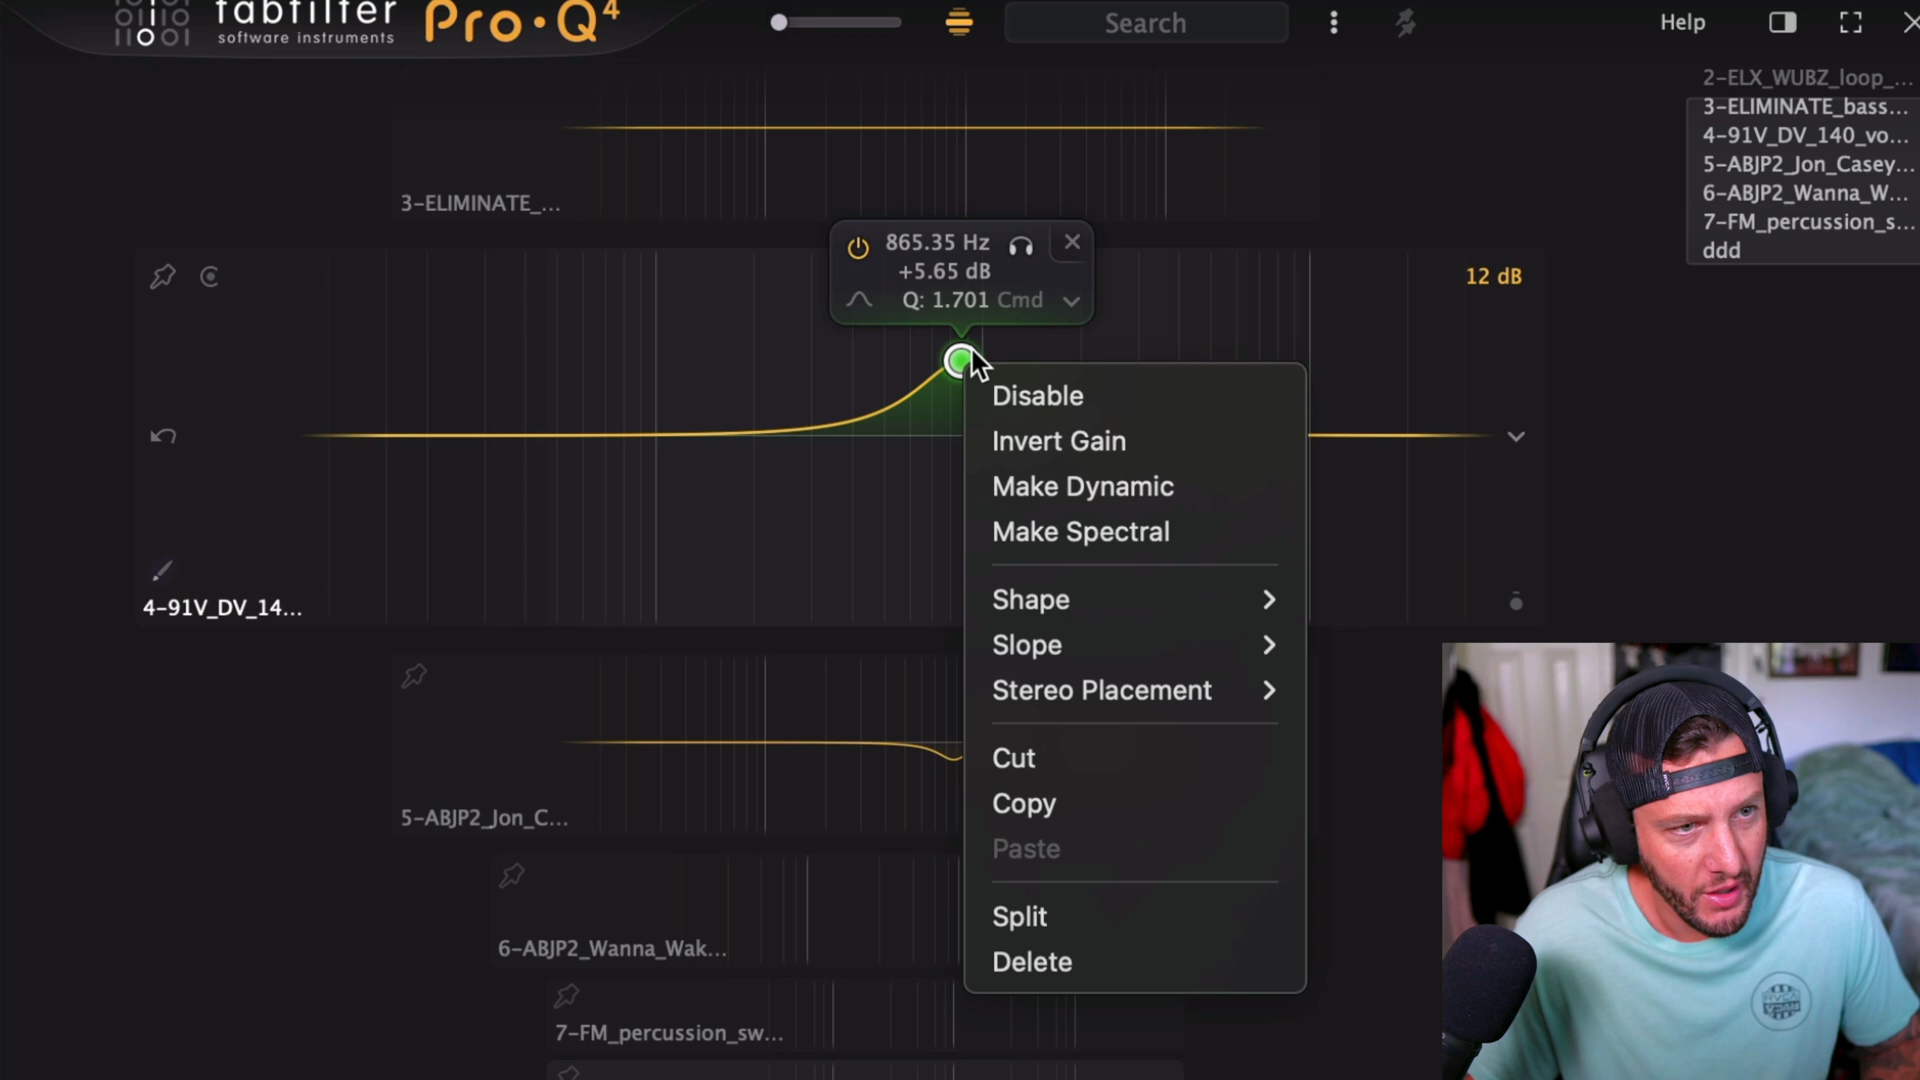 fabfilter
software instruments
Pro·Q⁴
Search
Help
2-ELX_WUBZ_loop_...
3-ELIMINATE_bass...
4-91V_DV_140_vo...
5-ABJP2_Jon_Casey...
6-ABJP2_Wanna_W...
7-FM_percussion_s...
ddd
3-ELIMINATE_...
865.35 Hz
+5.65 dB
Q: 1.701 Cmd
12 dB
Disable
Invert Gain
Make Dynamic
Make Spectral
Shape
Slope
Stereo Placement
Cut
Copy
Paste
Split
Delete
4-91V_DV_14...
5-ABJP2_Jon_C...
6-ABJP2_Wanna_Wak...
7-FM_percussion_sw...
RVCA